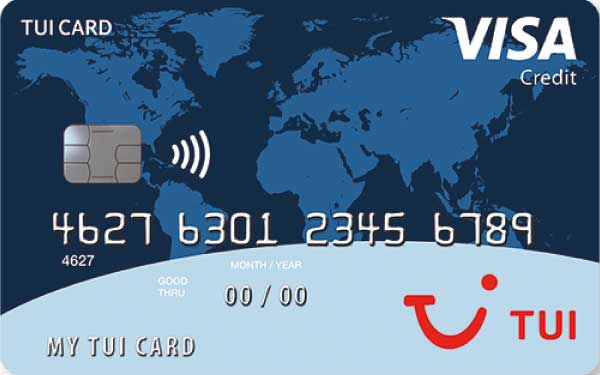 TUI CARD
VISA
Credit
4627 6301 2345 6789
4627
MONTH / YEAR
GOOD
THRU
00 / 00
TUI
MY TUI CARD